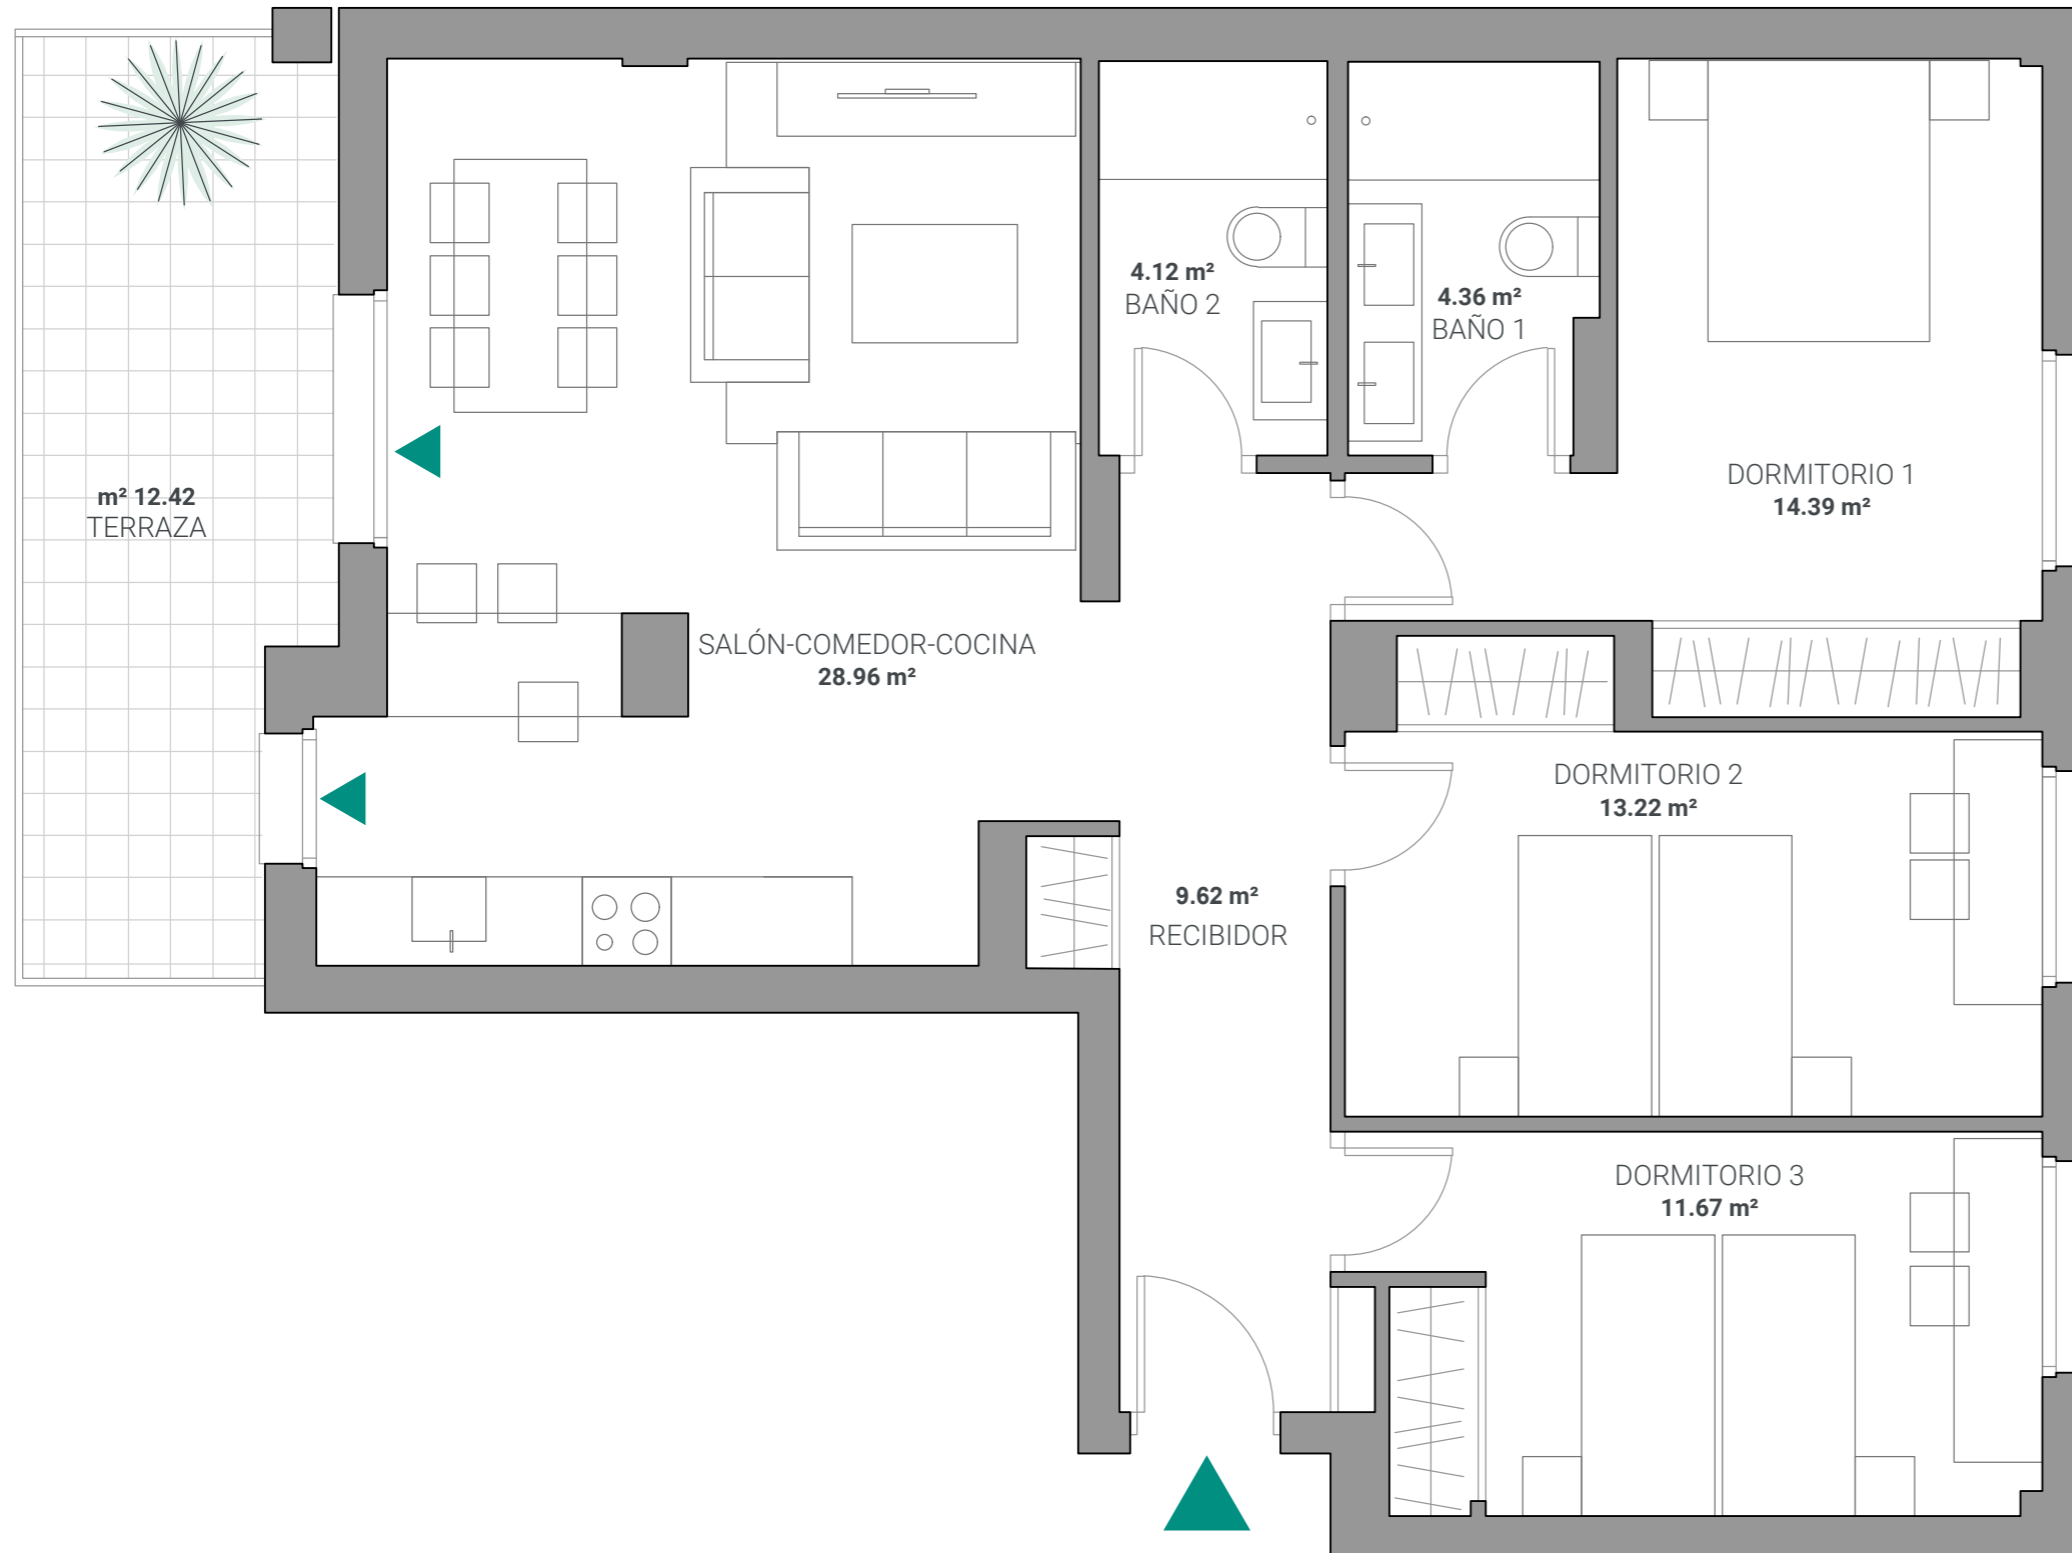 4.12 m²
BAÑO 2
4.36 m²
BAÑO 1
DORMITORIO 1
14.39 m²
m² 12.42
TERRAZA
SALÓN-COMEDOR-COCINA
28.96 m²
DORMITORIO 2
13.22 m²
9.62 m²
RECIBIDOR
DORMITORIO 3
11.67 m²